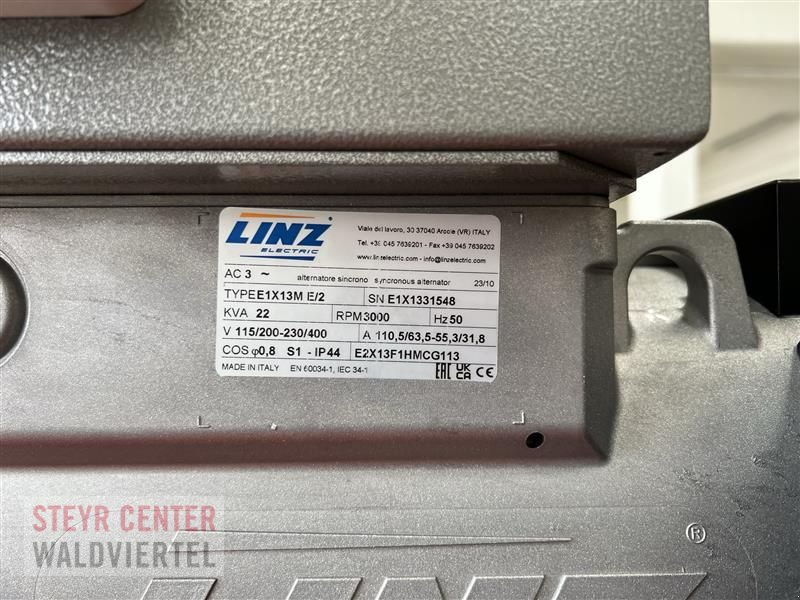 LINZ
ELECTRIC
Viale del lavoro, 30 37040 Arcole (VR) ITALY
Tel. +39 045 7639201 - Fax +39 045 7639202
www.linzelectric.com - info@linzelectric.com
AC 3 ~ alternatore sincrono synchronous alternator 23/10
TYPE E1X13M E/2 SN E1X1331548
KVA 22 RPM 3000 Hz 50
V 115/200-230/400 A 110,5/63,5-55,3/31,8
COS φ0,8 S1 - IP44 E2X13F1HMCG113
MADE IN ITALY EN 60034-1, IEC 34-1 EAC UKCA CE
STEYR CENTER
WALDVIERTEL
LINZ ®